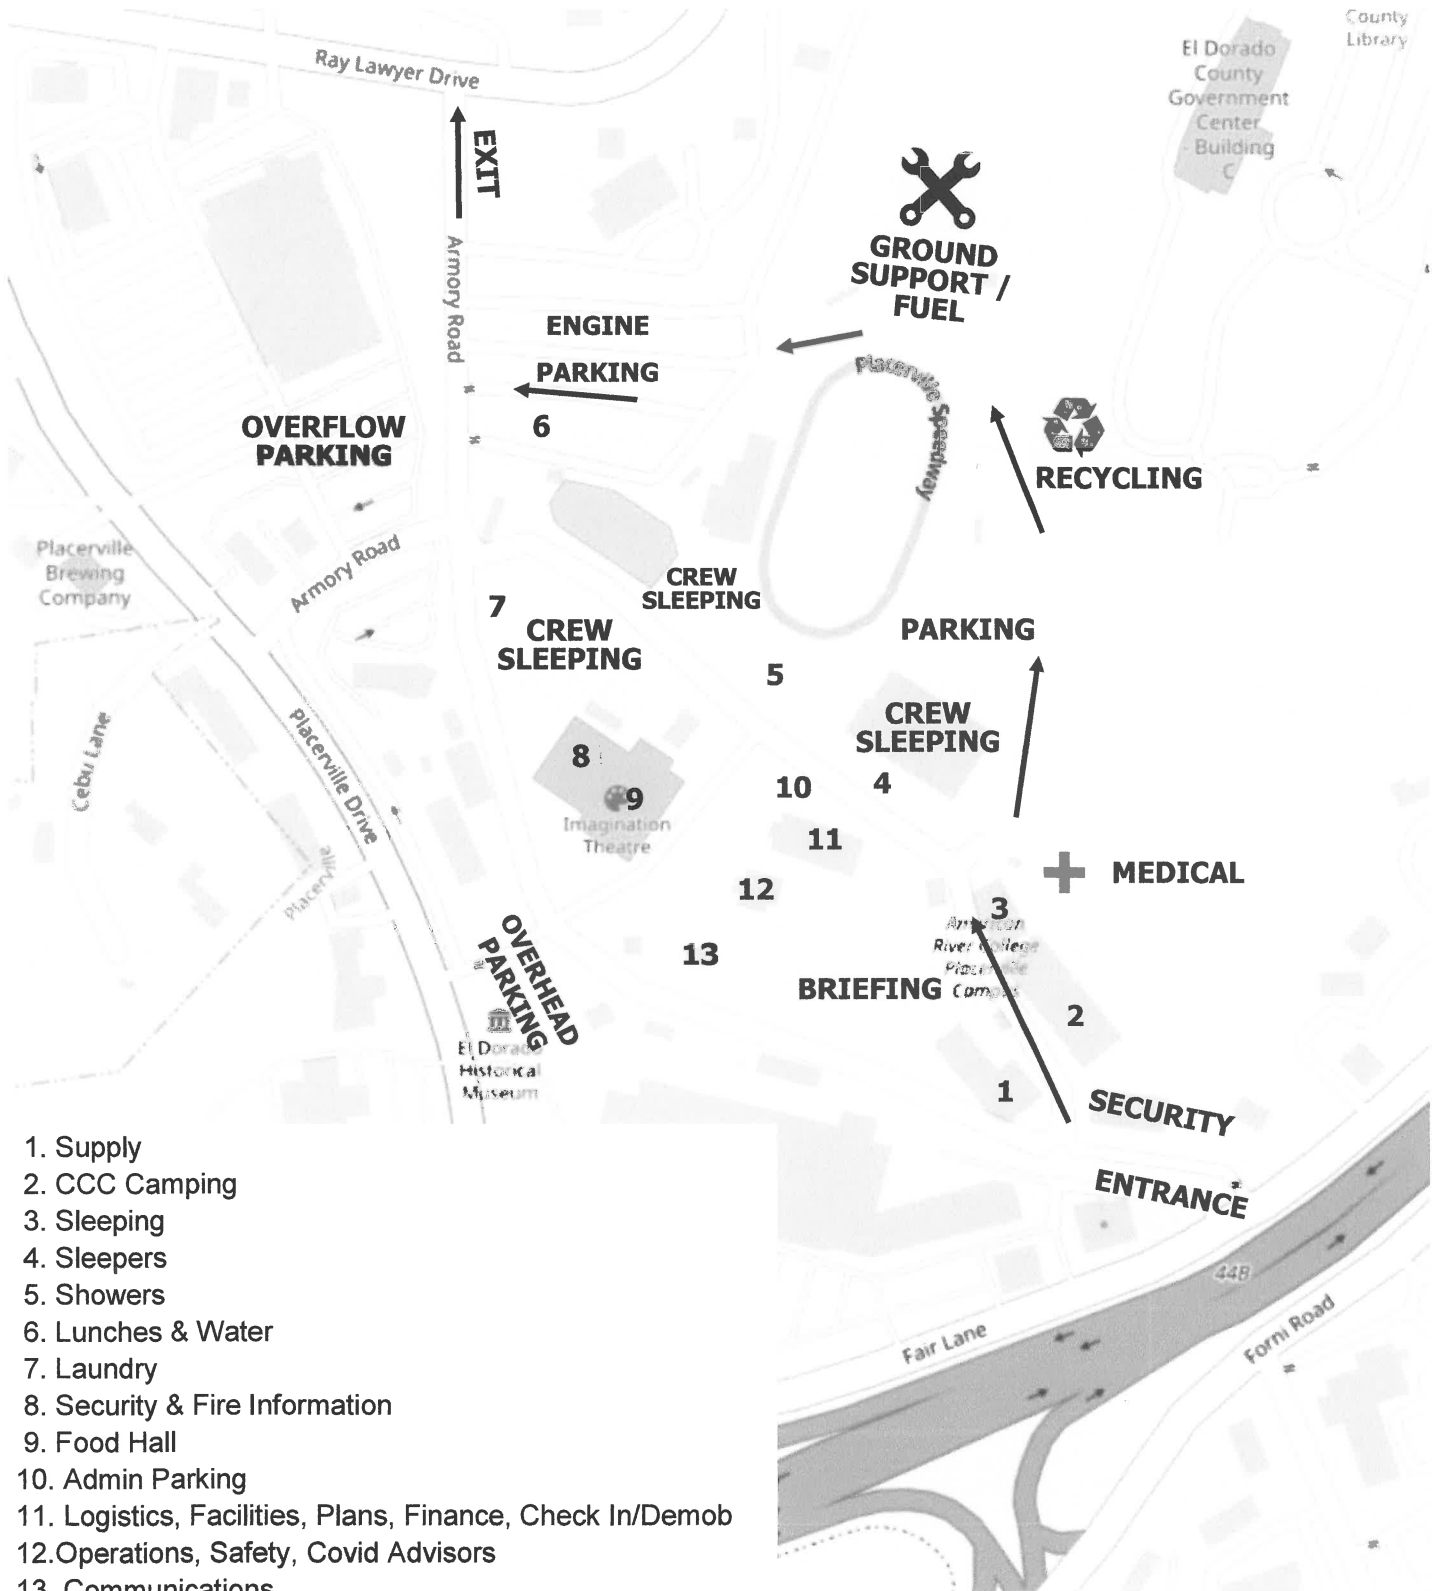 County
Library
El Dorado
County
Government
Center
- Building
C
Ray Lawyer Drive
EXIT
Armory Road
GROUND
SUPPORT /
FUEL
ENGINE
PARKING
6
Placerville Speedway
OVERFLOW
PARKING
RECYCLING
Placerville
Brewing
Company
Armory Road
CREW
SLEEPING
7
CREW
SLEEPING
PARKING
5
CREW
SLEEPING
Cebu Lane
Placerville Drive
8
9
Imagination
Theatre
10
4
11
Placerville
12
MEDICAL
3
American
River College
Placerville
Campus
13
OVERHEAD
PARKING
BRIEFING
2
El Dorado
Historical
Museum
1
SECURITY
ENTRANCE
44B
Fair Lane
Forni Road
1. Supply
2. CCC Camping
3. Sleeping
4. Sleepers
5. Showers
6. Lunches & Water
7. Laundry
8. Security & Fire Information
9. Food Hall
10. Admin Parking
11. Logistics, Facilities, Plans, Finance, Check In/Demob
12.Operations, Safety, Covid Advisors
13. Communications